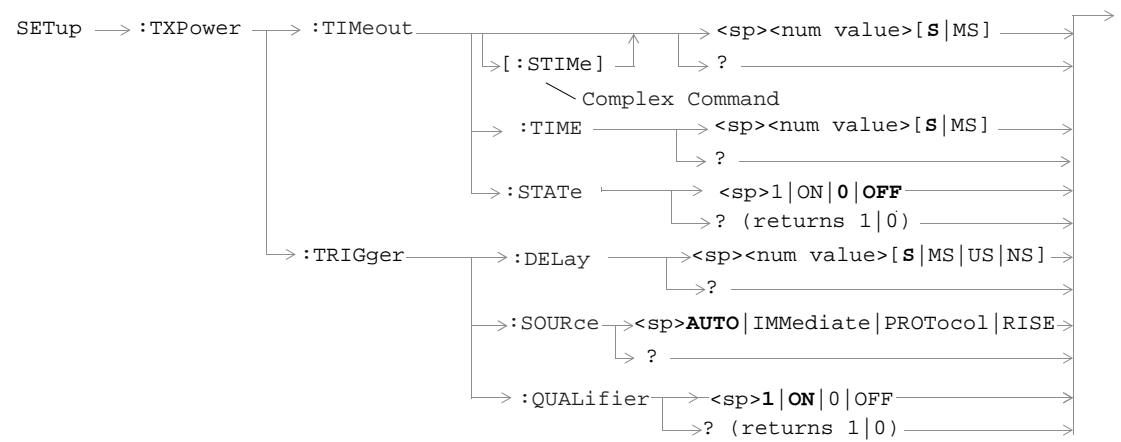 SETup :TXPower :TIMeout <sp><num value>[S|MS]
[:STIMe] ?
Complex Command
:TIME <sp><num value>[S|MS]
?
:STATe <sp>1|ON|0|OFF
? (returns 1|0)
:TRIGger :DELay <sp><num value>[S|MS|US|NS]
?
:SOURce <sp>AUTO|IMMediate|PROTocol|RISE
?
:QUALifier <sp>1|ON|0|OFF
? (returns 1|0)